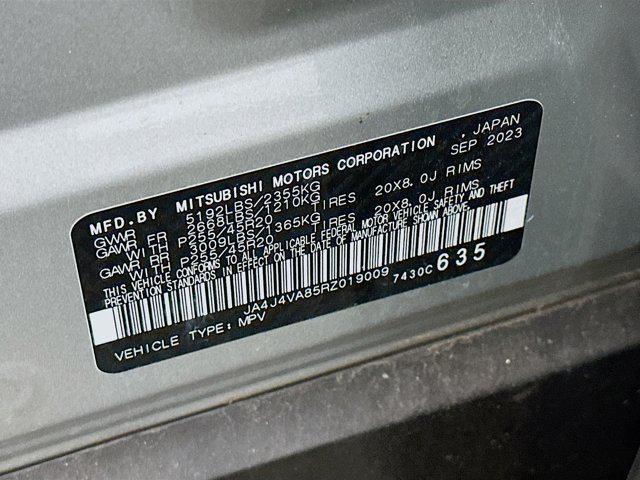 MFD.BY MITSUBISHI MOTORS CORPORATION , JAPAN
GVWR 5192LBS/2355KG SEP 2023
GAWR FR 2668LBS/1210KG
WITH P255/45R20 TIRES 20X8.0J RIMS
GAWR RR 3009LBS/1365KG
WITH P255/45R20 TIRES 20X8.0J RIMS
THIS VEHICLE CONFORMS TO ALL APPLICABLE FEDERAL MOTOR VEHICLE SAFETY AND THEFT
PREVENTION STANDARDS IN EFFECT ON THE DATE OF MANUFACTURE SHOWN ABOVE.
JA4J4VA85RZ019009 7430C 635
VEHICLE TYPE: MPV